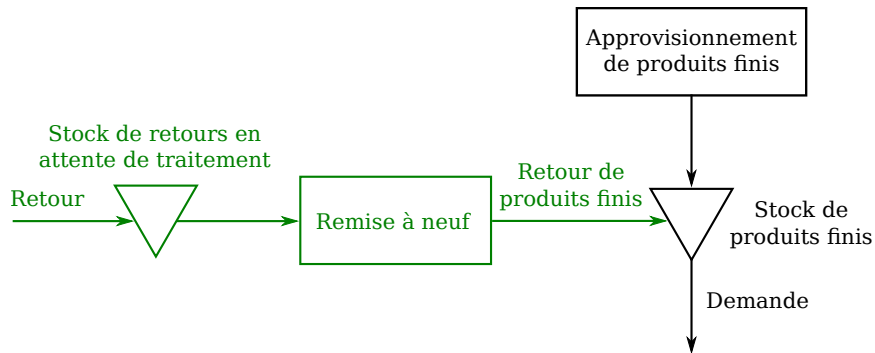 Approvisionnement
de produits finis
Stock de retours en
attente de traitement
Retour
Remise à neuf
Retour de
produits finis
Stock de
produits finis
Demande